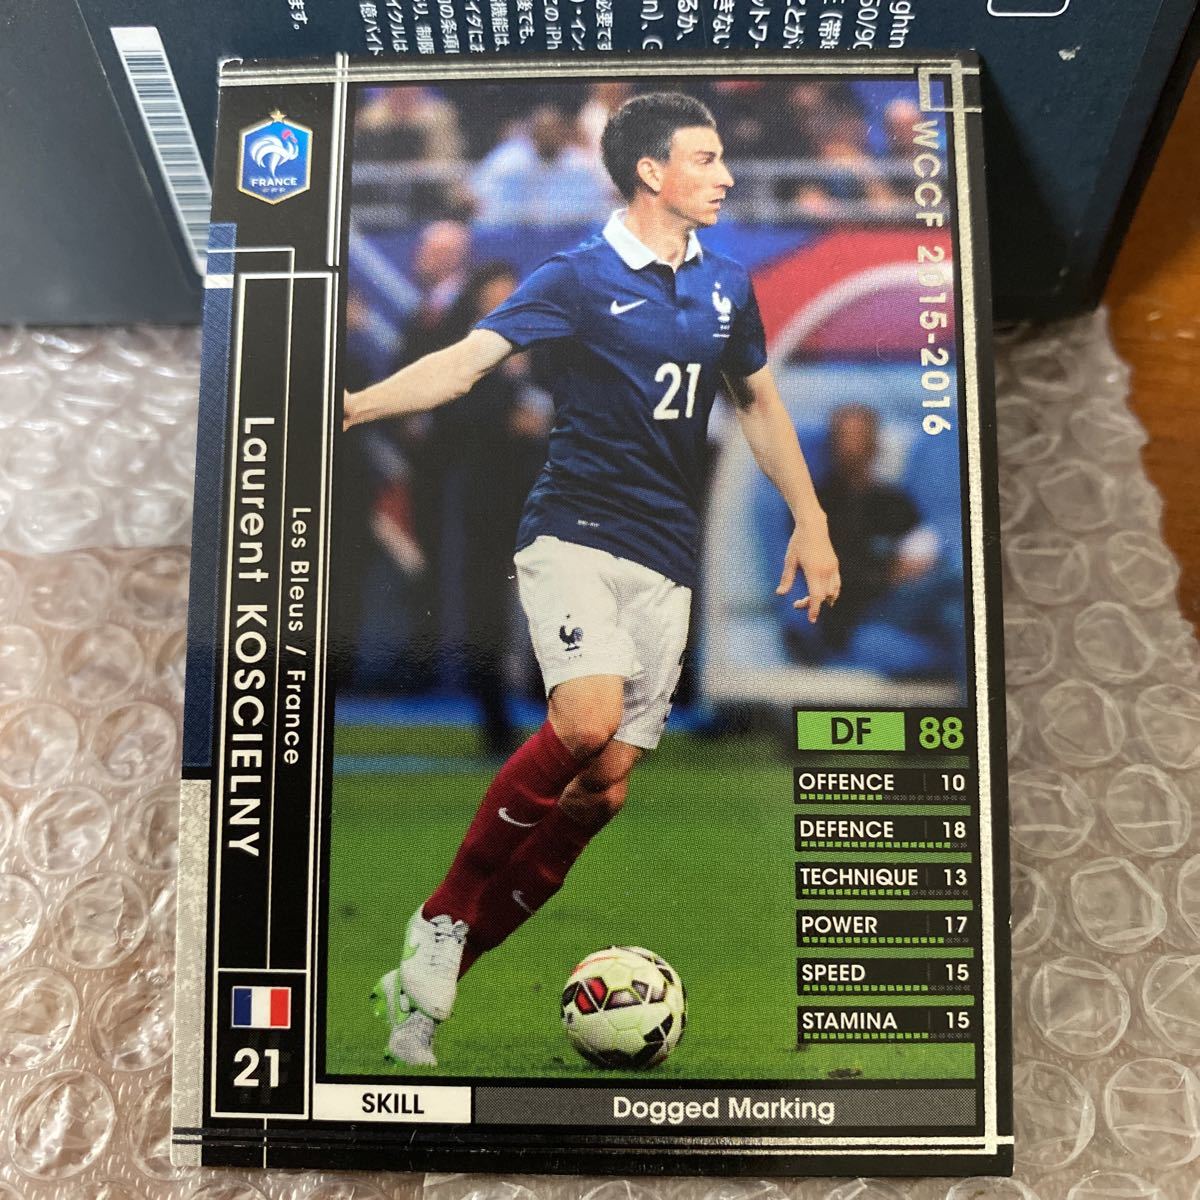 FRANCE
WCCF 2015-2016
21
Les Bleus / France
Laurent KOSCIELNY
DF 88
OFFENCE 10
DEFENCE 18
TECHNIQUE 13
POWER 17
SPEED 15
STAMINA 15
21
SKILL Dogged Marking